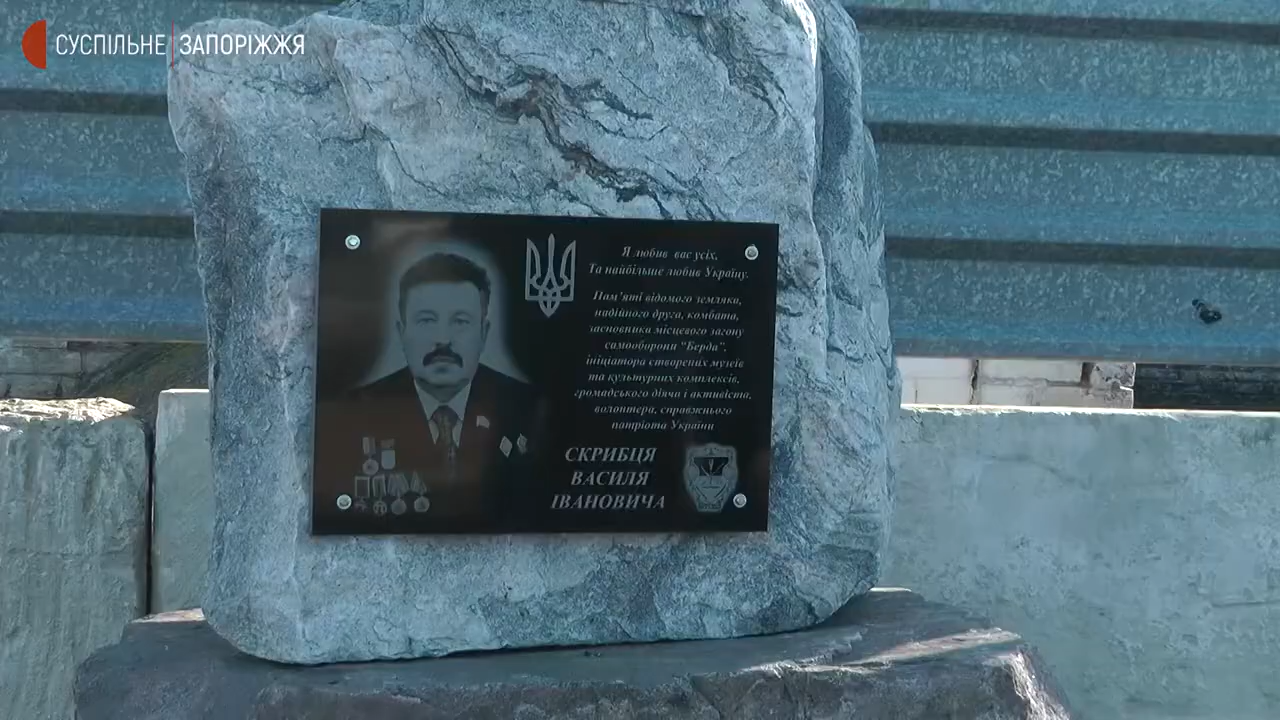 СУСПІЛЬНЕ ЗАПОРІЖЖЯ
Я любив вас усіх,
Та найбільше любив Україну.
Пам'яті відомого земляка,
надійного друга, комбата,
засновника місцевого загону
самооборони "Берда",
ініціатора створених музеїв
та культурних комплексів,
громадського діяча і активіста,
волонтера, справжнього
патріота України
СКРИБЦЯ
ВАСИЛЯ
ІВАНОВИЧА